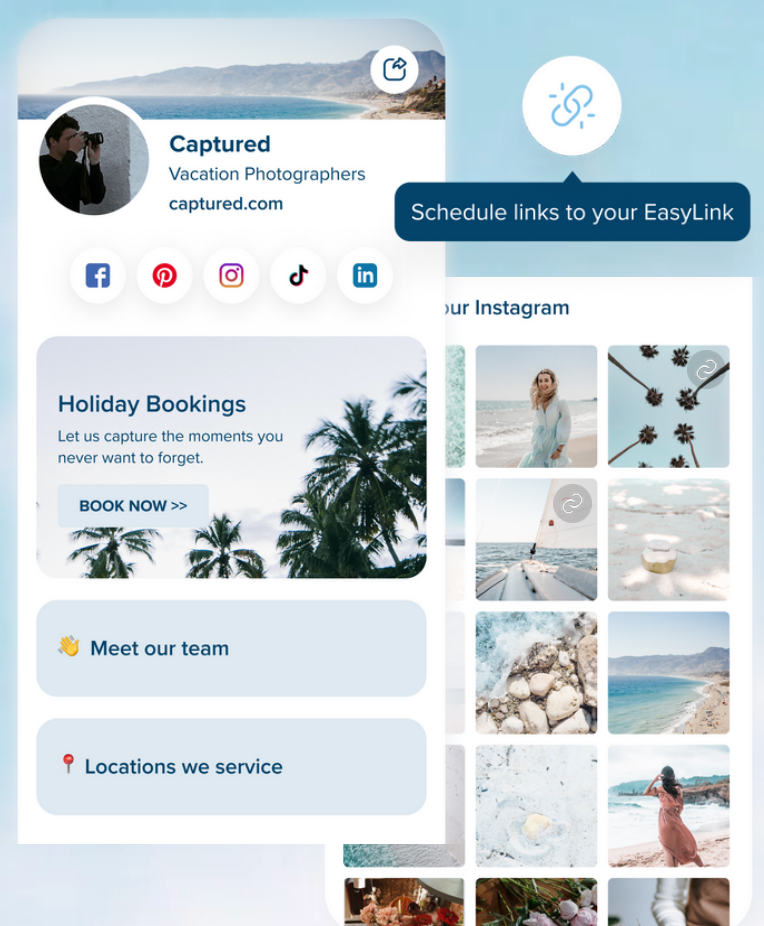 Captured
Vacation Photographers
captured.com
Schedule links to your EasyLink
Instagram
Holiday Bookings
Let us capture the moments you
never want to forget.
BOOK NOW >>
👋 Meet our team
📍 Locations we service